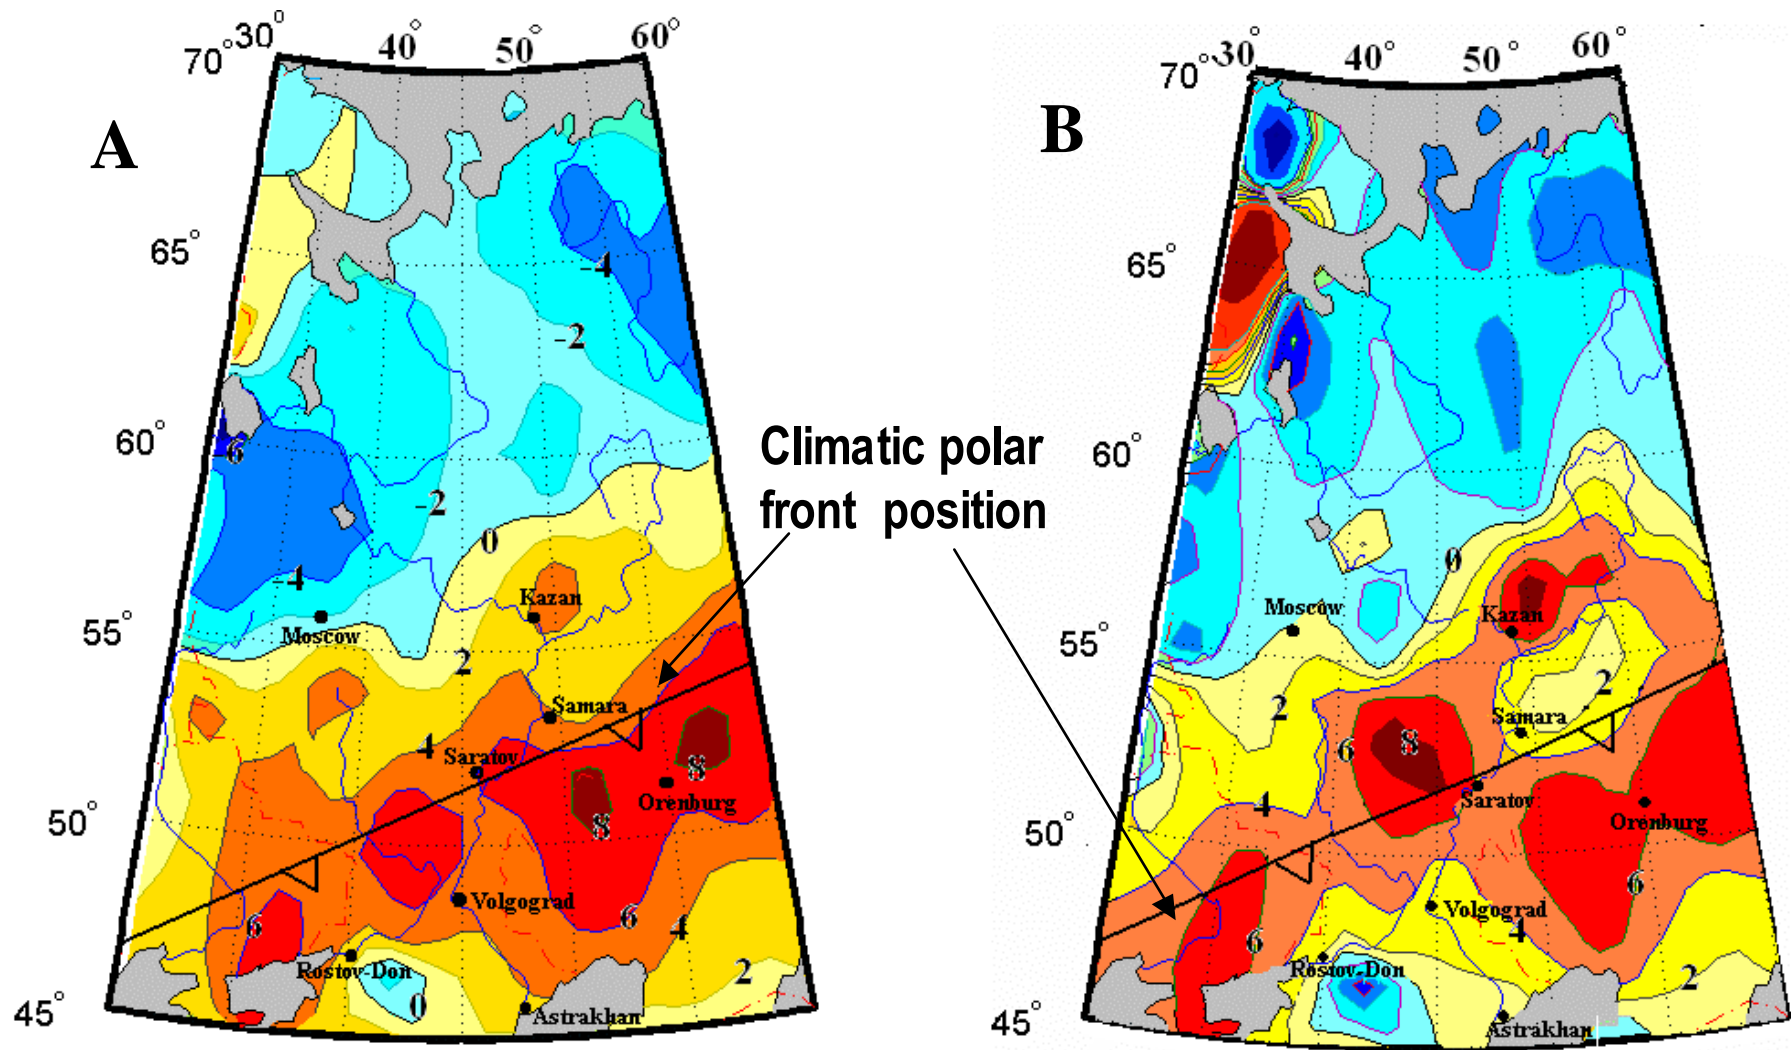 70° 30° 40° 50° 60°
A
65°
-4
-2
60°
-6
-2
0
-4
Kazan
55°
Moscow
2
Samara
4
Saratov
8
Orenburg
50°
8
Volgograd
6
6
4
Rostov-Don
2
0
45°
Astrakhan
Climatic polar
front position
70° 30° 40° 50° 60°
B
65°
60°
0
Moscow
Kazan
55°
2
2
Samara
6
8
Saratov
4
Orenburg
50°
6
Volgograd
4
6
Rostov-Don
2
45°
Astrakhan